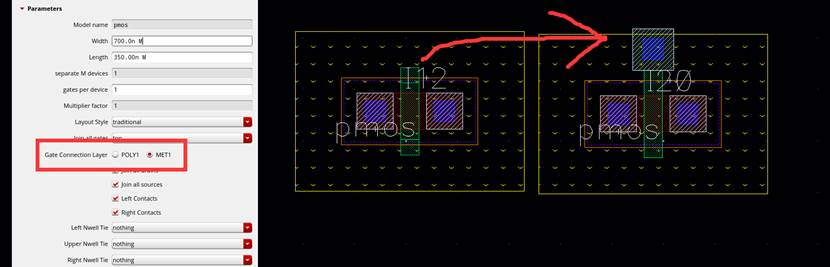 Parameters
Model name pmos
Width 700.0n M
Length 350.00n M
separate M devices 1
gates per device 1
Multiplier factor 1
Layout Style traditional
Join all gates top
Gate Connection Layer POLY1 MET1
Join all sources
Left Contacts
Right Contacts
Left Nwell Tie nothing
Upper Nwell Tie nothing
Right Nwell Tie nothing
I12
pmos
I20
pmos